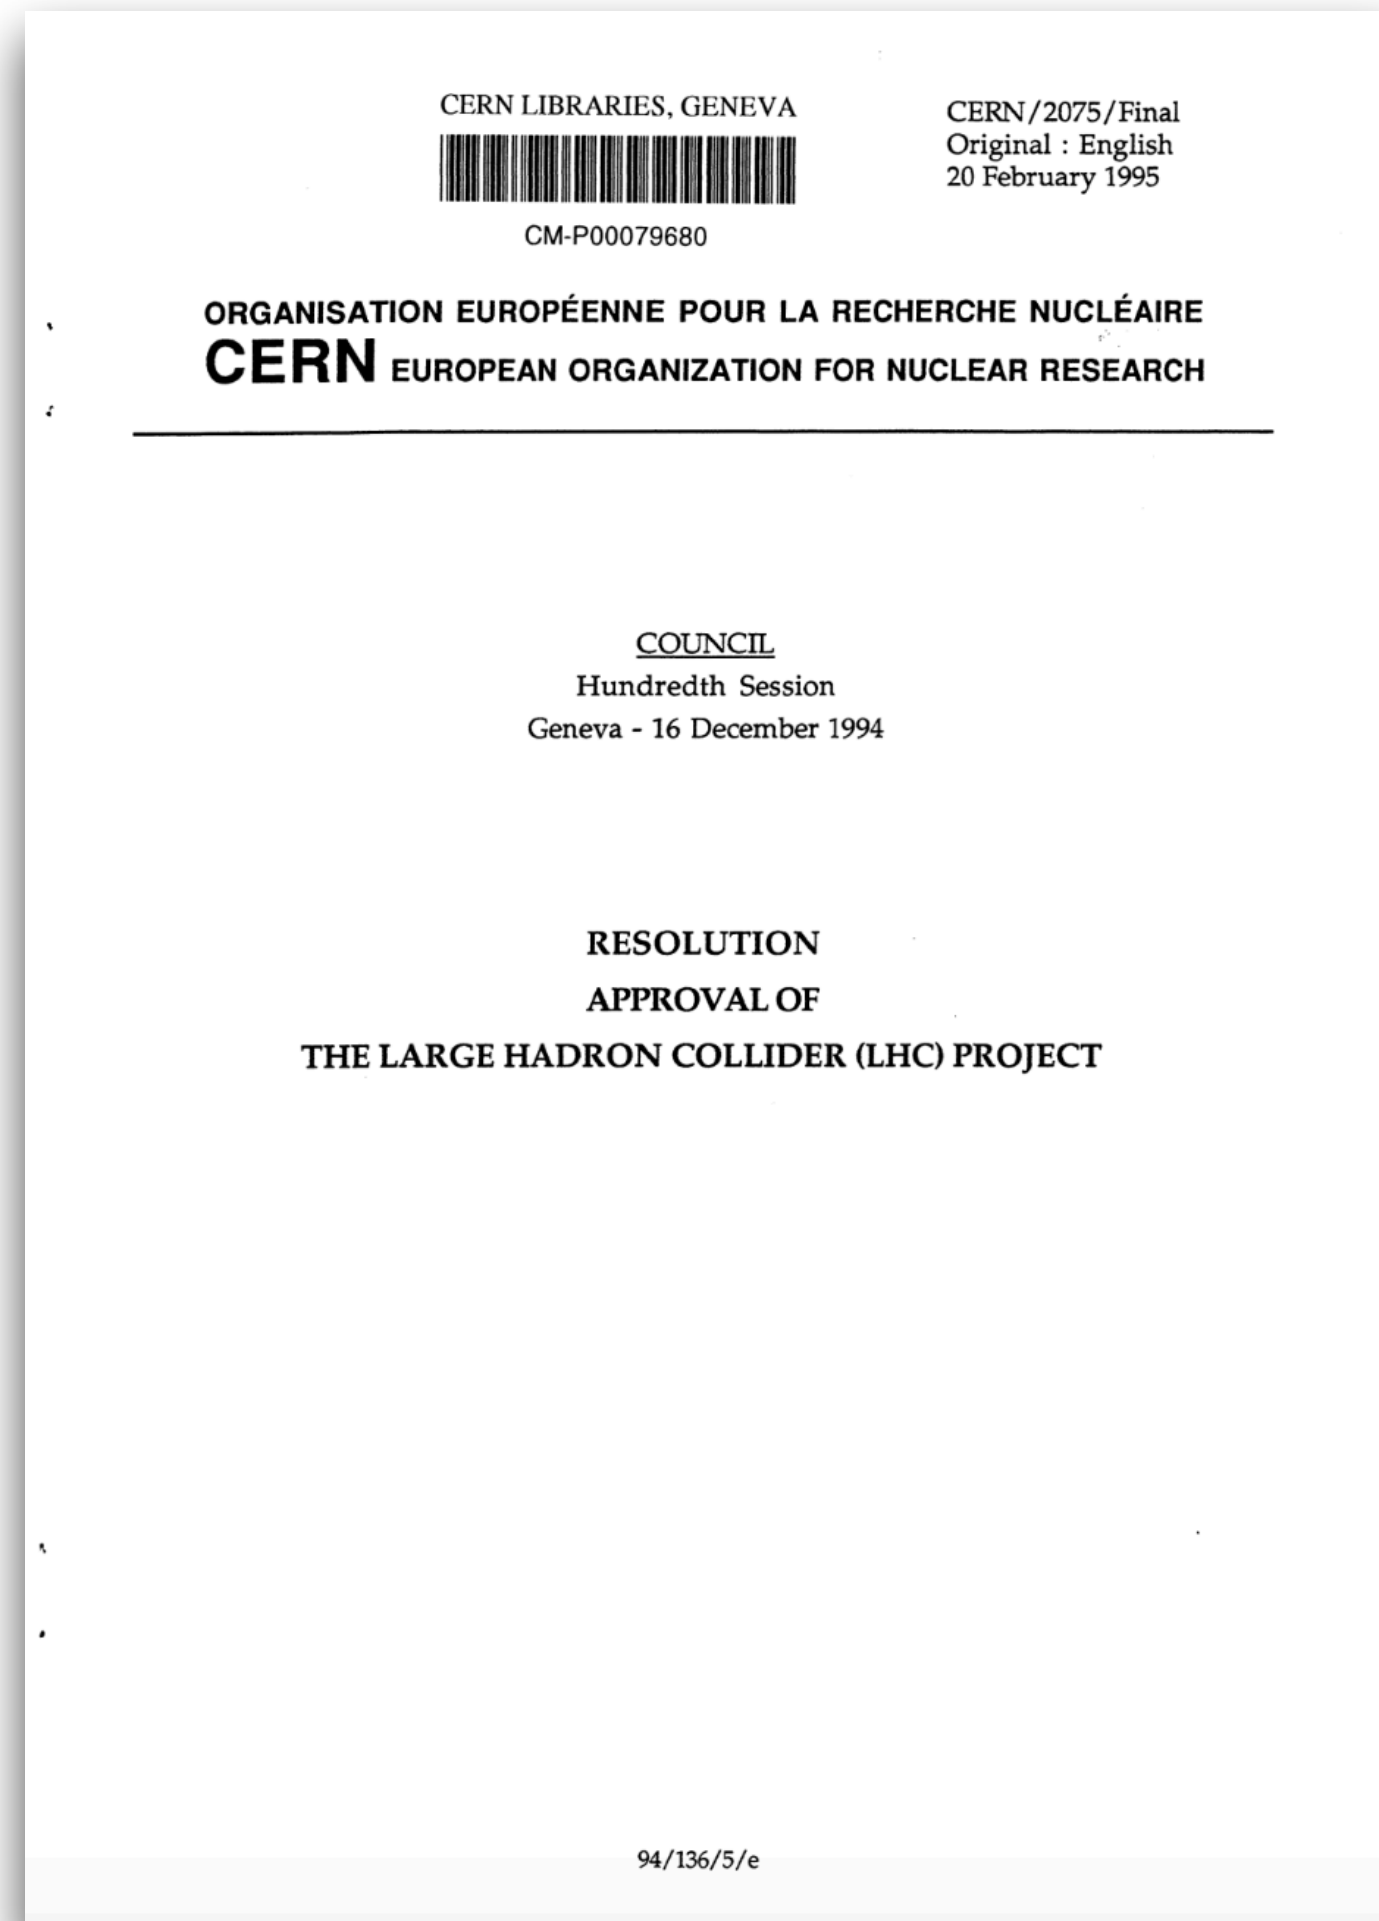 CERN LIBRARIES, GENEVA
CM-P00079680
CERN/2075/Final
Original : English
20 February 1995
ORGANISATION EUROPÉENNE POUR LA RECHERCHE NUCLÉAIRE
CERN EUROPEAN ORGANIZATION FOR NUCLEAR RESEARCH
COUNCIL
Hundredth Session
Geneva - 16 December 1994
RESOLUTION
APPROVAL OF
THE LARGE HADRON COLLIDER (LHC) PROJECT
94/136/5/e